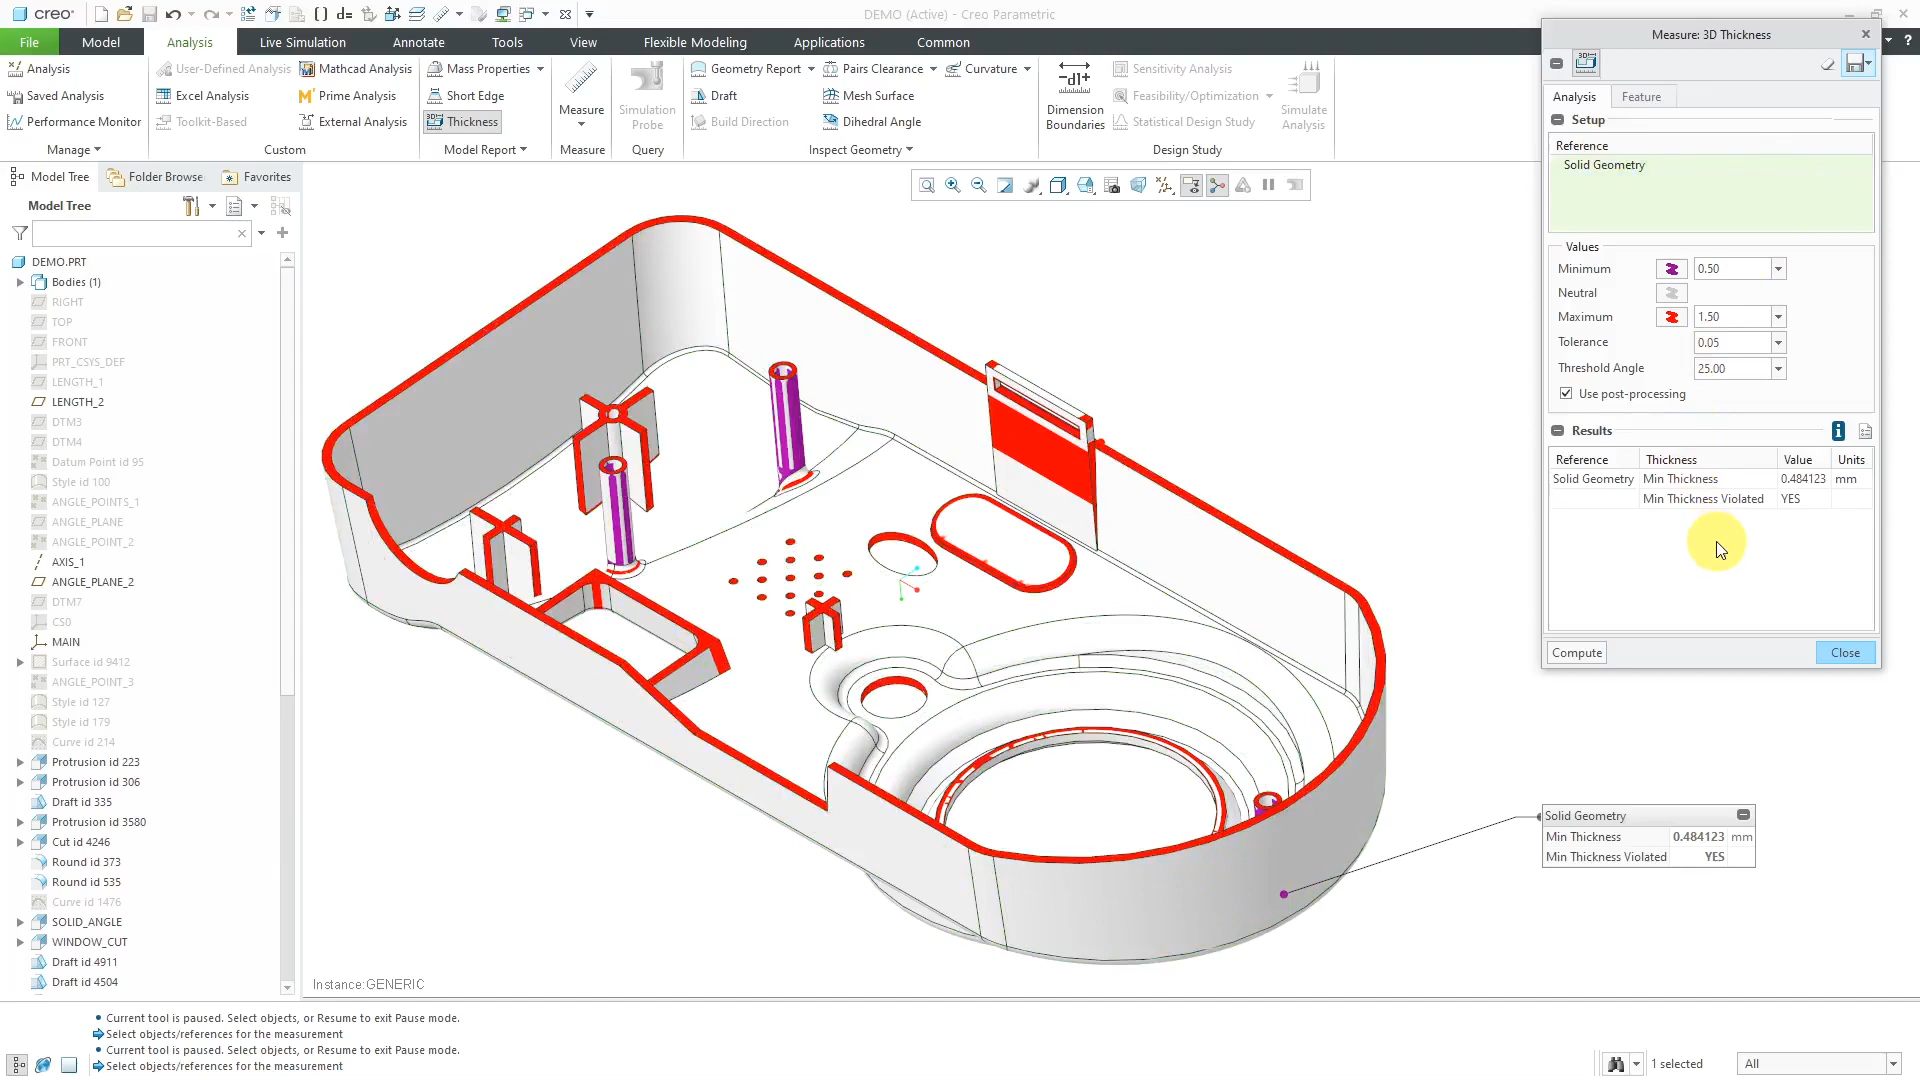 creo
DEMO (Active) - Creo Parametric
File
Model
Analysis
Live Simulation
Annotate
Tools
View
Flexible Modeling
Applications
Common
Analysis
Saved Analysis
Performance Monitor
Manage
User-Defined Analysis
Excel Analysis
Toolkit-Based
Mathcad Analysis
Prime Analysis
External Analysis
Custom
Mass Properties
Short Edge
3D
Thickness
Model Report
Measure
Measure
Simulation
Probe
Query
Geometry Report
Draft
Build Direction
Pairs Clearance
Mesh Surface
Dihedral Angle
Curvature
Inspect Geometry
Dimension
Boundaries
Sensitivity Analysis
Feasibility/Optimization
Statistical Design Study
Simulate
Analysis
Design Study
Model Tree
Folder Browse
Favorites
Model Tree
DEMO.PRT
Bodies (1)
RIGHT
TOP
FRONT
PRT_CSYS_DEF
LENGTH_1
LENGTH_2
DTM3
DTM4
Datum Point id 95
Style id 100
ANGLE_POINTS_1
ANGLE_PLANE
ANGLE_POINT_2
AXIS_1
ANGLE_PLANE_2
DTM7
CS0
MAIN
Surface id 9412
ANGLE_POINT_3
Style id 127
Style id 179
Curve id 214
Protrusion id 223
Protrusion id 306
Draft id 335
Protrusion id 3580
Cut id 4246
Round id 373
Round id 535
Curve id 1476
SOLID_ANGLE
WINDOW_CUT
Draft id 4911
Draft id 4504
Instance:GENERIC
Measure: 3D Thickness
Analysis
Feature
Setup
Reference
Solid Geometry
Values
Minimum
0.50
Neutral
Maximum
1.50
Tolerance
0.05
Threshold Angle
25.00
Use post-processing
Results
Reference Thickness Value Units
Solid Geometry Min Thickness 0.484123 mm
Min Thickness Violated YES
Compute
Close
Solid Geometry
Min Thickness 0.484123 mm
Min Thickness Violated YES
Current tool is paused. Select objects, or Resume to exit Pause mode.
Select objects/references for the measurement
Current tool is paused. Select objects, or Resume to exit Pause mode.
Select objects/references for the measurement
1 selected
All